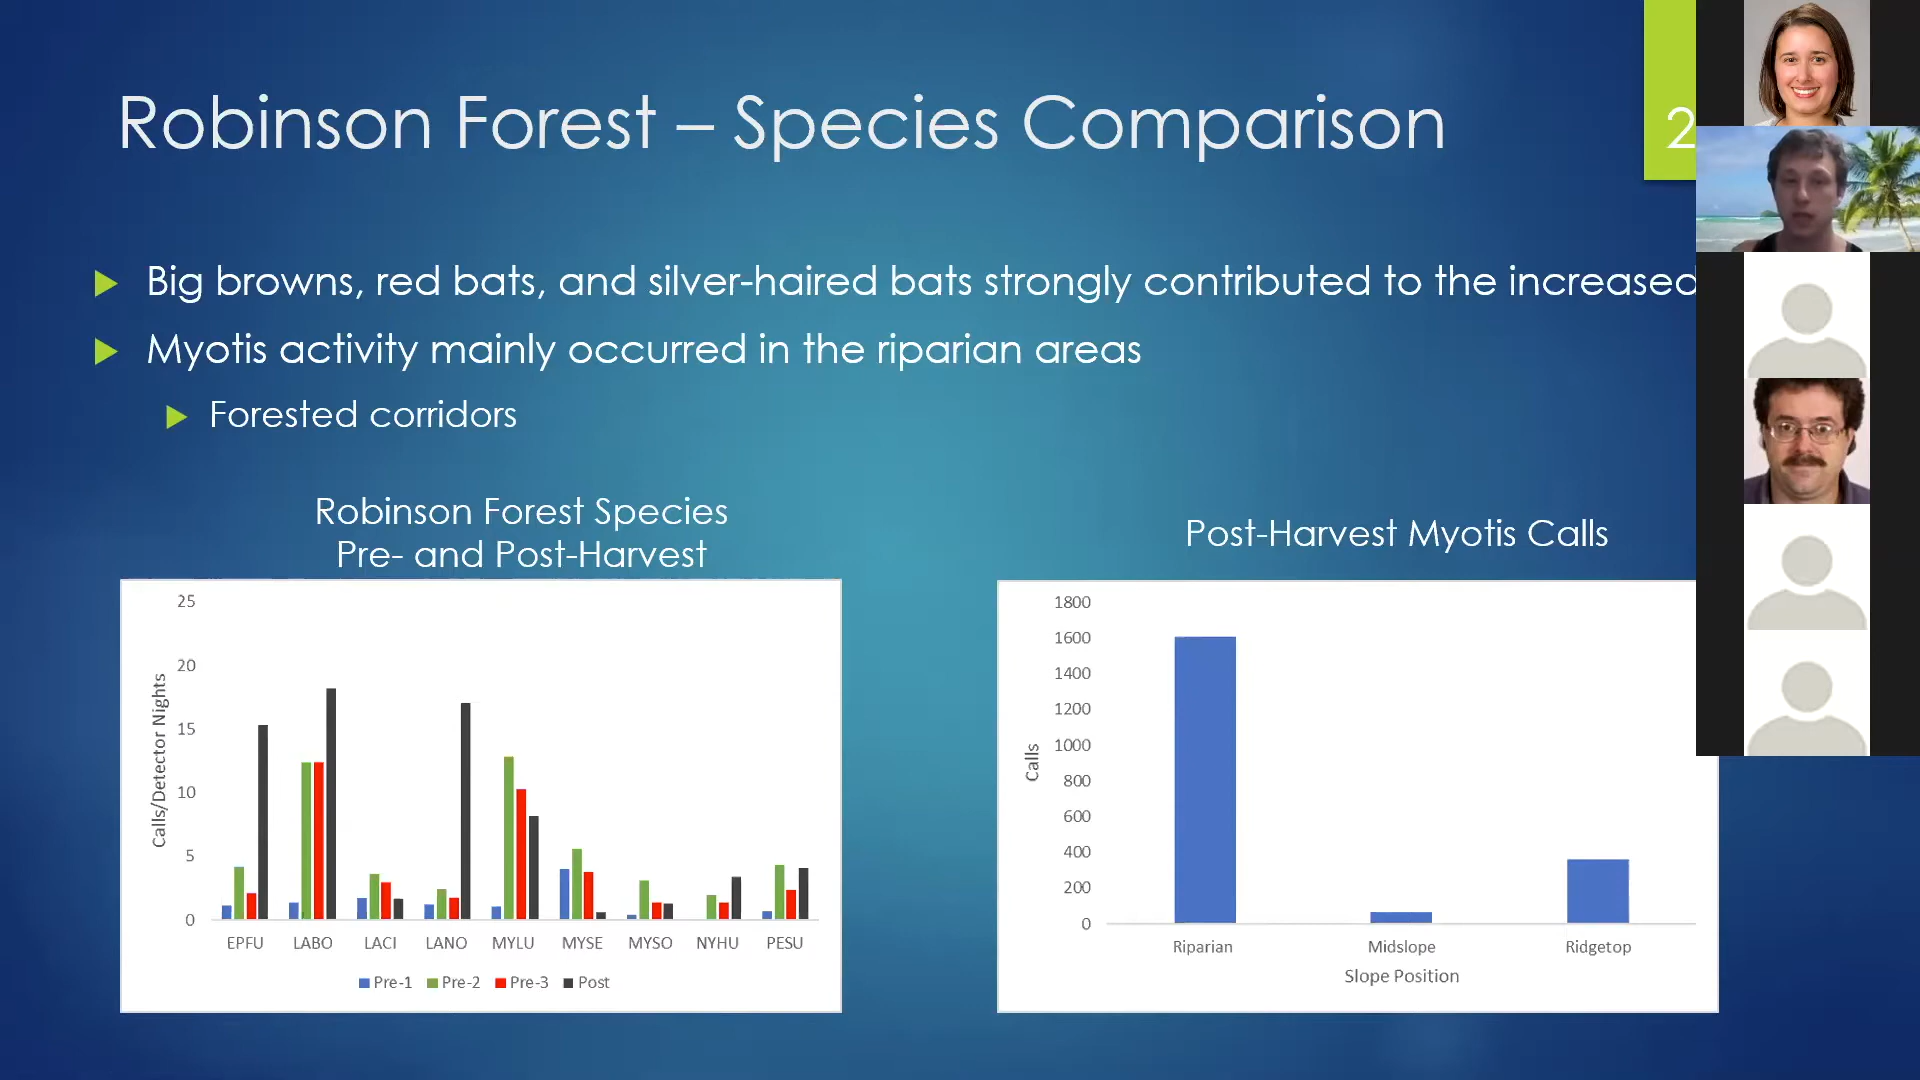 Robinson Forest – Species Comparison
2
Big browns, red bats, and silver-haired bats strongly contributed to the increased
Myotis activity mainly occurred in the riparian areas
Forested corridors
Robinson Forest Species
Pre- and Post-Harvest
25
20
15
10
5
0
Calls/Detector Nights
EPFU LABO LACI LANO MYLU MYSE MYSO NYHU PESU
Pre-1 Pre-2 Pre-3 Post
Post-Harvest Myotis Calls
1800
1600
1400
1200
1000
800
600
400
200
0
Calls
Riparian Midslope Ridgetop
Slope Position